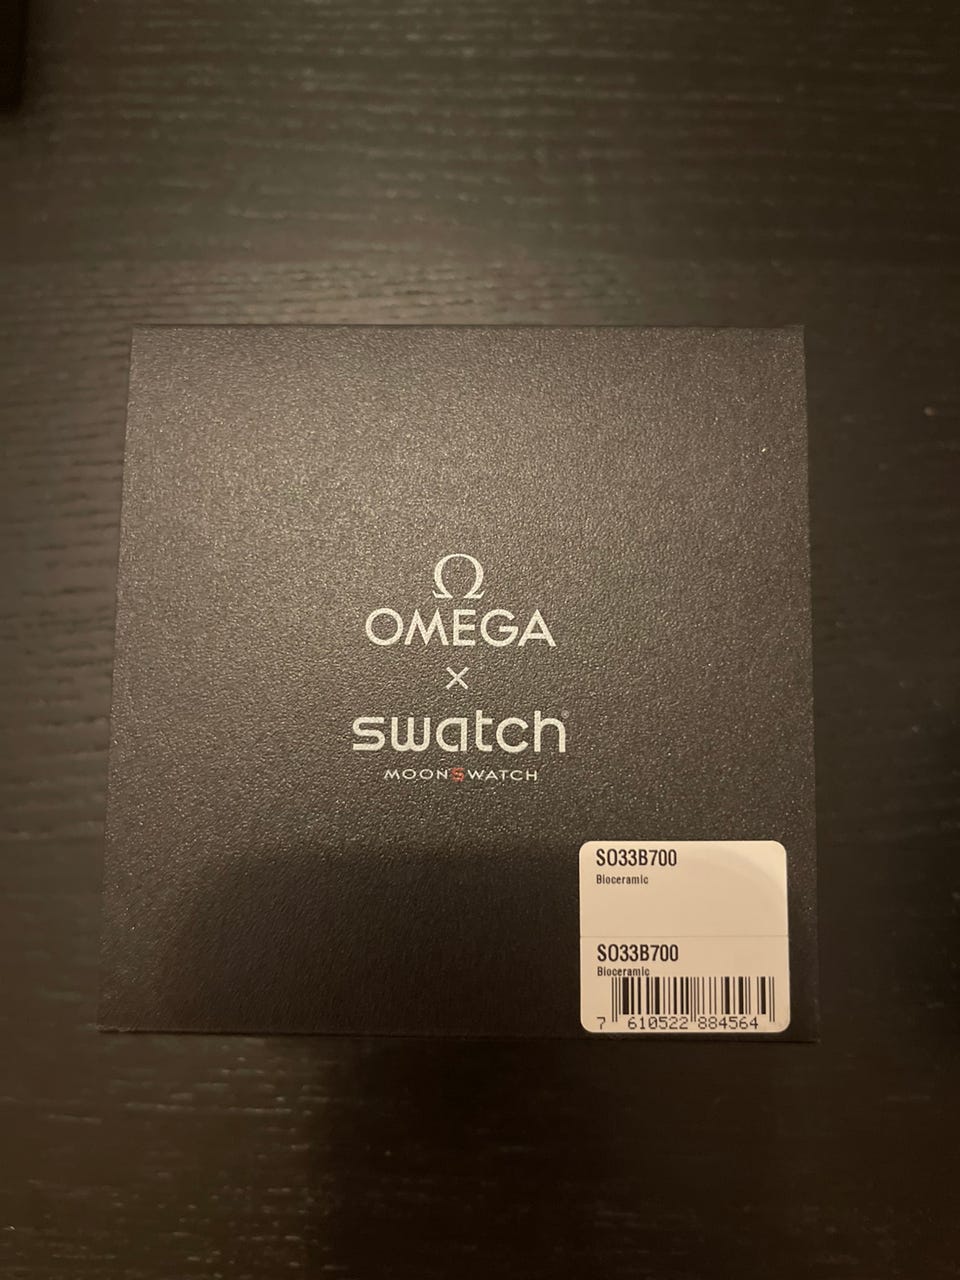 Ω
OMEGA
×
swatch®
MOONSWATCH
SO33B700
Bioceramic
SO33B700
Bioceramic
7 610522 884564